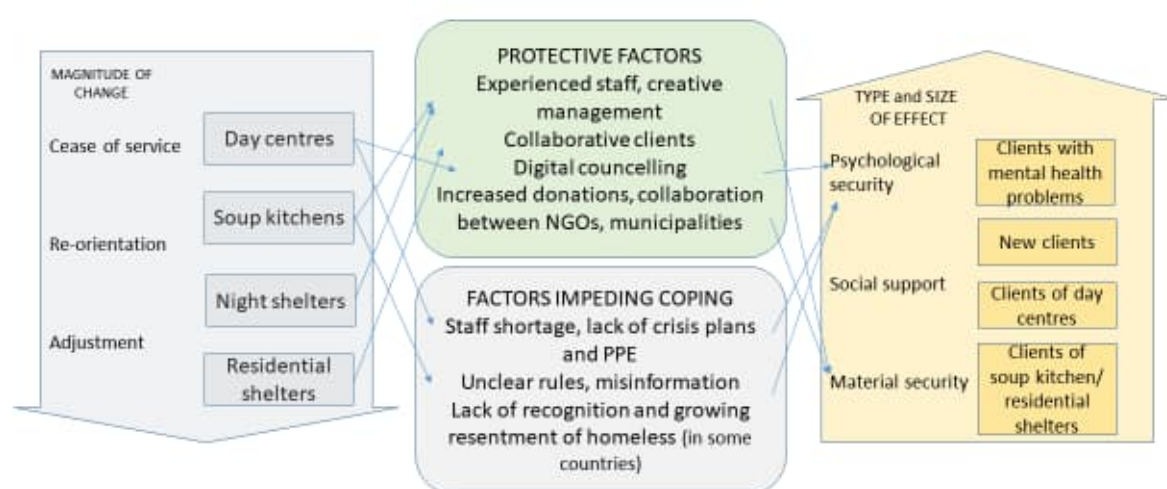 MAGNITUDE OF
CHANGE
Cease of service
Day centres
Soup kitchens
Re-orientation
Night shelters
Adjustment
Residential
shelters
PROTECTIVE FACTORS
Experienced staff, creative
management
Collaborative clients
Digital councelling
Increased donations, collaboration
between NGOs, municipalities
FACTORS IMPEDING COPING
Staff shortage, lack of crisis plans
and PPE
Unclear rules, misinformation
Lack of recognition and growing
resentment of homeless (in some
countries)
TYPE and SIZE
OF EFFECT
Psychological
security
Clients with
mental health
problems
New clients
Social support
Clients of day
centres
Material security
Clients of
soup kitchen/
residential
shelters